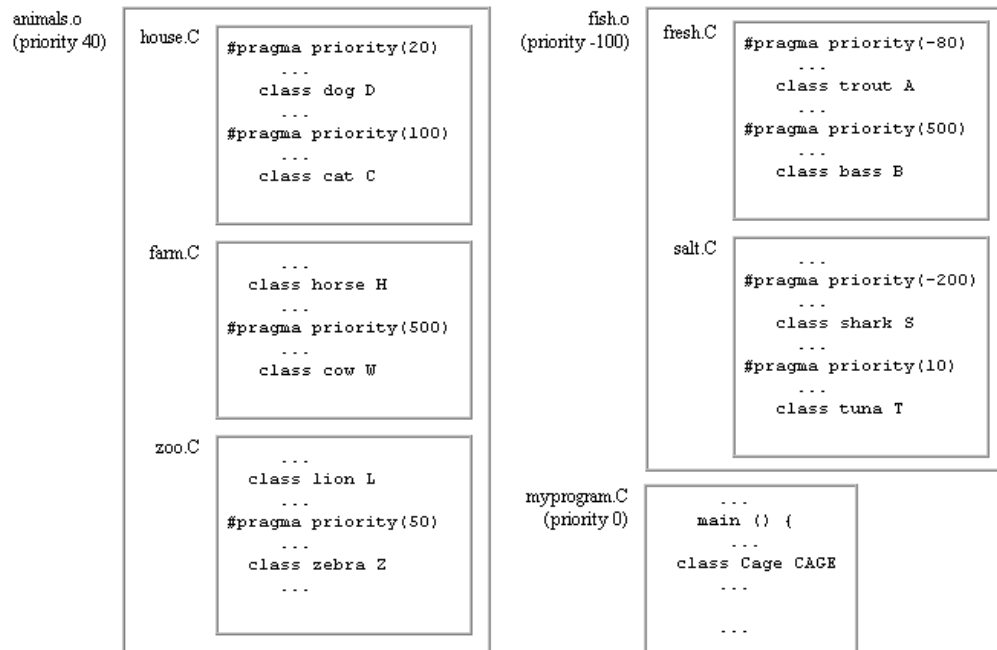 animals.o
(priority 40)
house.C
#pragma priority(20)
...
class dog D
...
#pragma priority(100)
...
class cat C
farm.C
...
class horse H
...
#pragma priority(500)
...
class cow W
zoo.C
...
class lion L
...
#pragma priority(50)
...
class zebra Z
...
fish.o
(priority -100)
fresh.C
#pragma priority(-80)
...
class trout A
...
#pragma priority(500)
...
class bass B
salt.C
...
#pragma priority(-200)
...
class shark S
...
#pragma priority(10)
...
class tuna T
myprogram.C
(priority 0)
...
main () {
...
class Cage CAGE
...
...